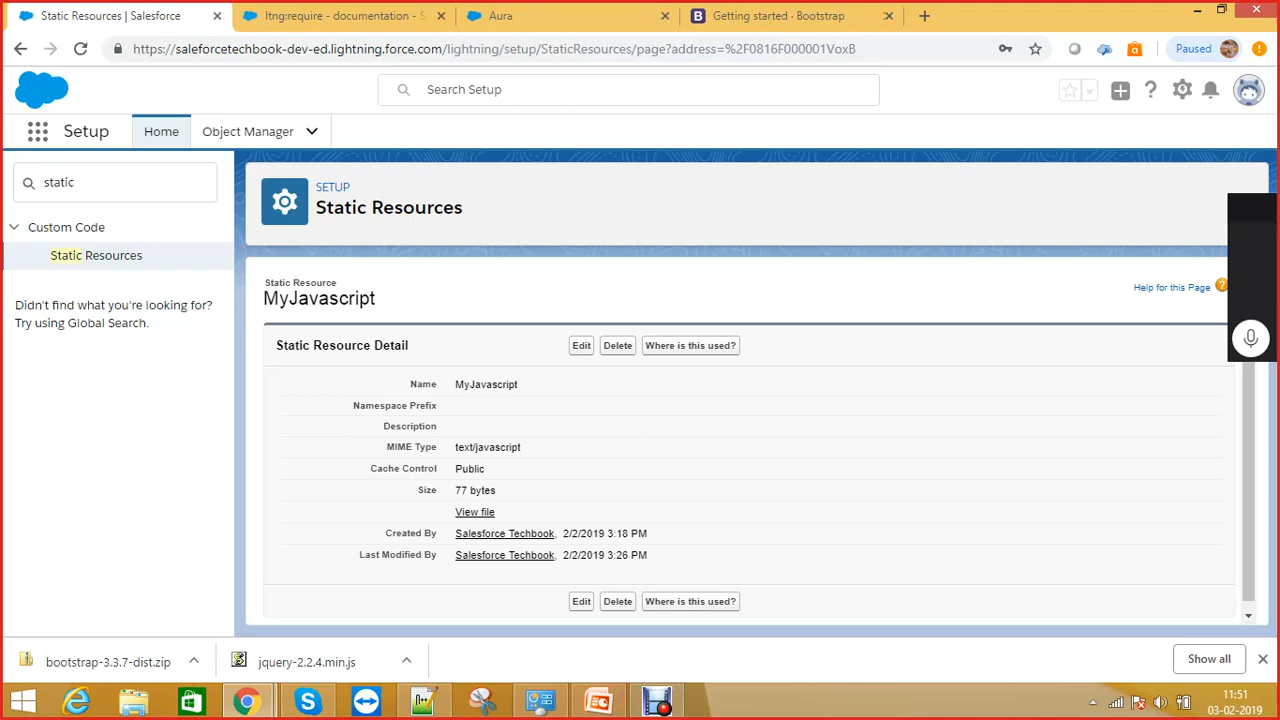 Static Resources | Salesforce
ltng:require - documentation - S
Aura
Getting started · Bootstrap
https://saleforcetechbook-dev-ed.lightning.force.com/lightning/setup/StaticResources/page?address=%2F0816F000001VoxB
Paused
Search Setup
Setup
Home
Object Manager
static
Custom Code
Static Resources
Didn't find what you're looking for?
Try using Global Search.
SETUP
Static Resources
Static Resource
MyJavascript
Help for this Page
Static Resource Detail
Edit
Delete
Where is this used?
Name MyJavascript
Namespace Prefix
Description
MIME Type text/javascript
Cache Control Public
Size 77 bytes
View file
Created By Salesforce Techbook, 2/2/2019 3:18 PM
Last Modified By Salesforce Techbook, 2/2/2019 3:26 PM
Edit
Delete
Where is this used?
bootstrap-3.3.7-dist.zip
jquery-2.2.4.min.js
Show all
11:51
03-02-2019